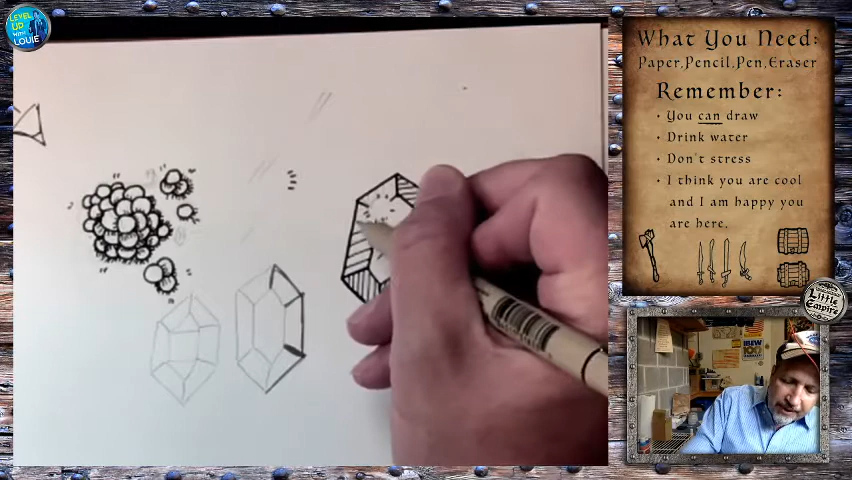 LEVEL
UP
WITH
LOUIE
What You Need:
Paper,Pencil,Pen,Eraser
Remember:
• You can draw
• Drink water
• Don't stress
• I think you are cool
and I am happy you
are here.
Little
Empire
IBEW